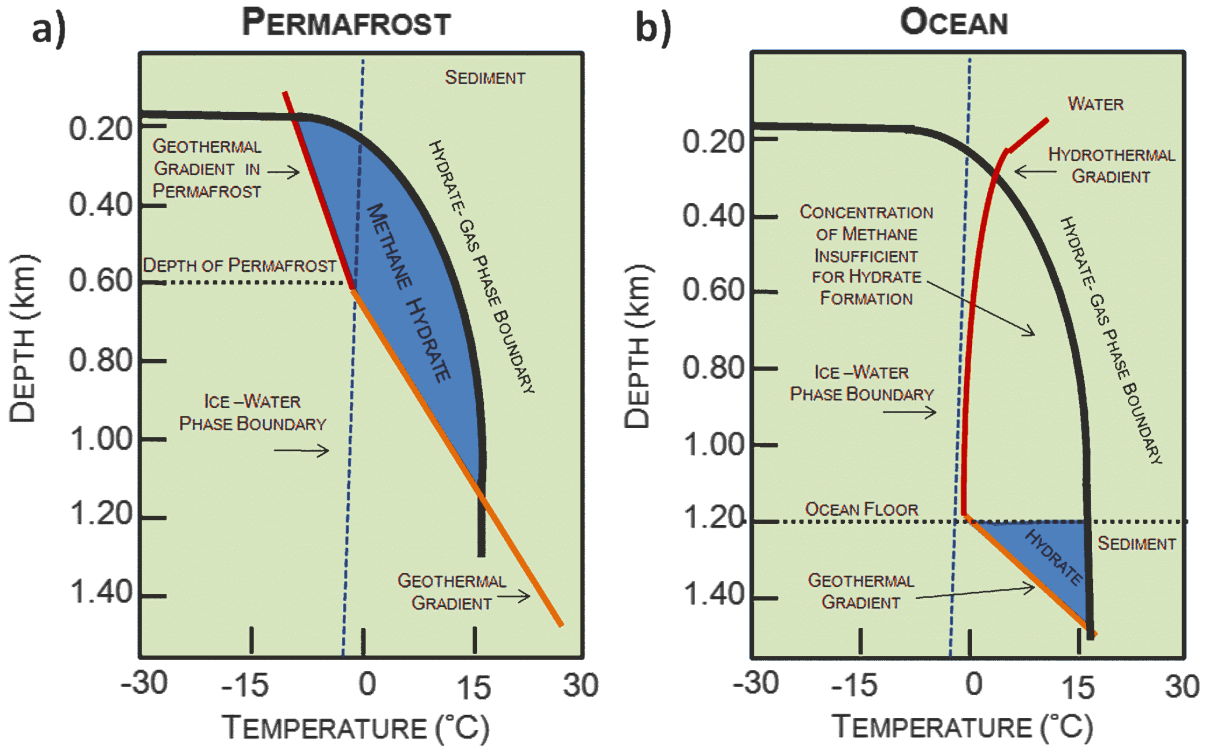 a)
PERMAFROST
SEDIMENT
0.20
0.40
0.60
0.80
1.00
1.20
1.40
DEPTH (km)
GEOTHERMAL
GRADIENT IN
PERMAFROST
HYDRATE- GAS PHASE BOUNDARY
METHANE HYDRATE
DEPTH OF PERMAFROST
ICE –WATER
PHASE BOUNDARY
GEOTHERMAL
GRADIENT
-30
-15
0
15
30
TEMPERATURE (°C)
b)
OCEAN
WATER
0.20
0.40
0.60
0.80
1.00
1.20
1.40
DEPTH (km)
HYDROTHERMAL
GRADIENT
CONCENTRATION
OF METHANE
INSUFFICIENT
FOR HYDRATE
FORMATION
HYDRATE- GAS PHASE BOUNDARY
ICE –WATER
PHASE BOUNDARY
OCEAN FLOOR
HYDRATE
SEDIMENT
GEOTHERMAL
GRADIENT
-30
-15
0
15
30
TEMPERATURE (°C)